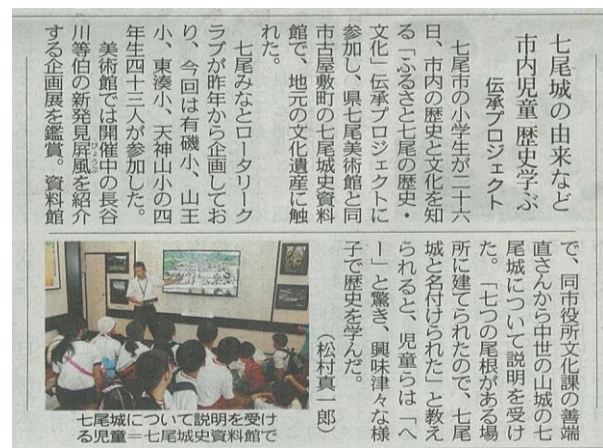 七尾城の由来など
市内児童 歴史学ぶ
伝承プロジェクト
七尾市の小学生が二十六
日、市内の歴史と文化を知
る「ふるさと七尾の歴史・
文化」伝承プロジェクトに
参加し、県七尾美術館と同
市古屋敷町の七尾城史資料
館で、地元の文化遺産に触
れた。
七尾みなとロータリーク
ラブが昨年から企画してお
り、今回は有磯小、山王
小、東湊小、天神山小の四
年生四十三人が参加した。
美術館では開催中の長谷
川等伯の新発見屏風を紹介
びょうぶ
する企画展を鑑賞。資料館
で、同市役所文化課の善端
直さんから中世の山城の七
尾城について説明を受け
た。「七つの尾根がある場
所に建てられたので、七尾
城と名付けられた」と教え
られると、児童らは「へ
ー」と驚き、興味津々な様
子で歴史を学んだ。
(松村真一郎)
七尾城について説明を受け
る児童＝七尾城史資料館で